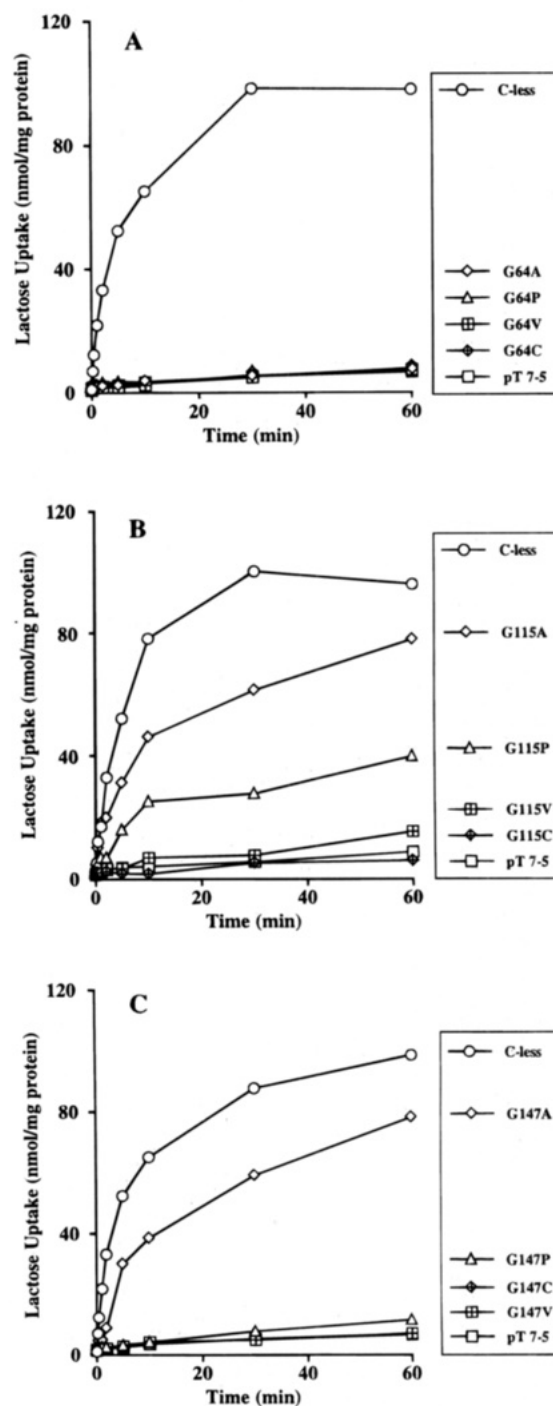 A
Lactose Uptake (nmol/mg protein)
120
80
40
0
0
20
40
60
Time (min)
C-less
G64A
G64P
G64V
G64C
pT 7-5
B
Lactose Uptake (nmol/mg protein)
120
80
40
0
0
20
40
60
Time (min)
C-less
G115A
G115P
G115V
G115C
pT 7-5
C
Lactose Uptake (nmol/mg protein)
120
80
40
0
0
20
40
60
Time (min)
C-less
G147A
G147P
G147C
G147V
pT 7-5